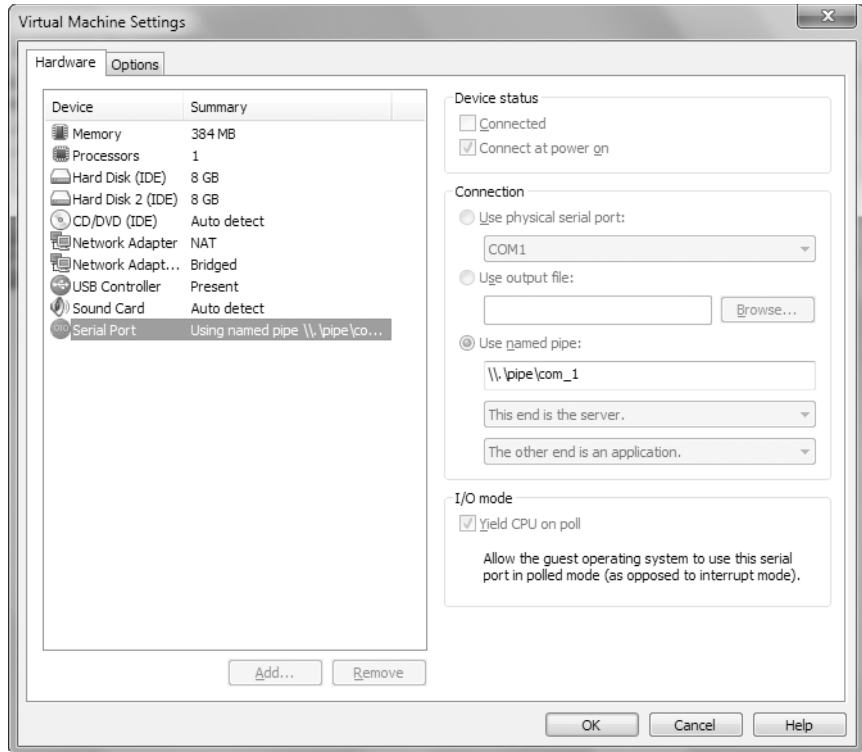 Virtual Machine Settings
Hardware Options
Device Summary
Memory 384 MB
Processors 1
Hard Disk (IDE) 8 GB
Hard Disk 2 (IDE) 8 GB
CD/DVD (IDE) Auto detect
Network Adapter NAT
Network Adapt... Bridged
USB Controller Present
Sound Card Auto detect
Serial Port Using named pipe \\.\pipe\co...
Add... Remove
Device status
Connected
Connect at power on
Connection
Use physical serial port:
COM1
Use output file:
Browse...
Use named pipe:
\\.\pipe\com_1
This end is the server.
The other end is an application.
I/O mode
Yield CPU on poll
Allow the guest operating system to use this serial
port in polled mode (as opposed to interrupt mode).
OK Cancel Help